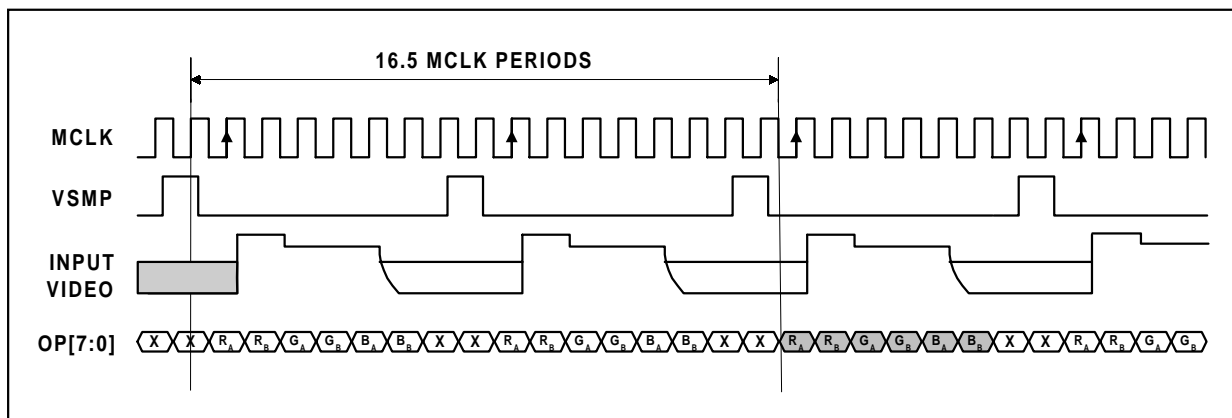 16.5 MCLK PERIODS
MCLK
VSMP
INPUT
VIDEO
OP[7:0] X X RA RB GA GB BA BB X X RA RB GA GB BA BB X X RA RB GA GB BA BB X X RA RB GA GB